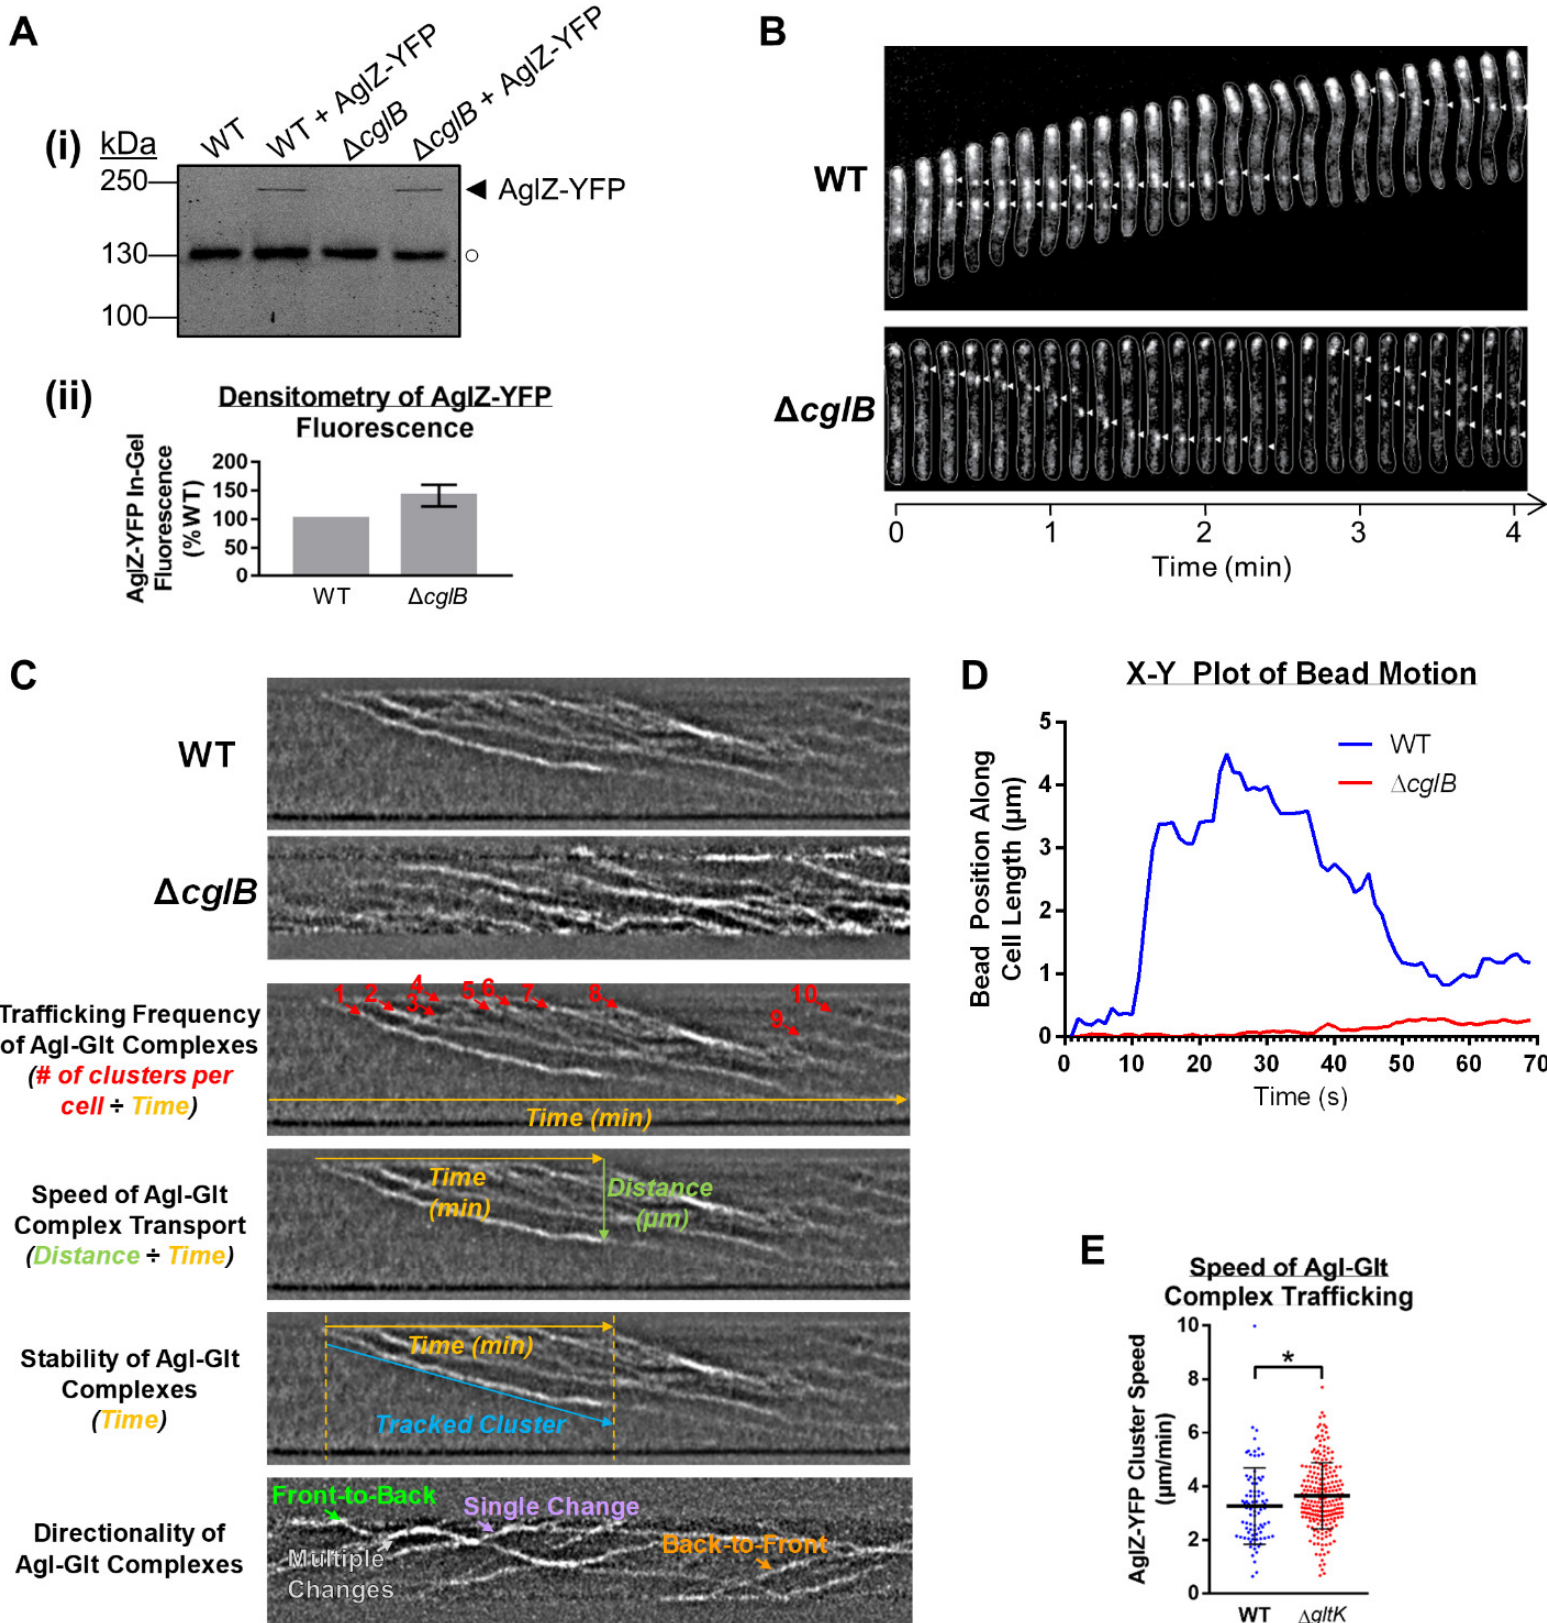 A
(i)
kDa
WT
WT + AglZ-YFP
ΔcglB
ΔcglB + AglZ-YFP
250
130
100
AglZ-YFP
(ii)
Densitometry of AglZ-YFP
Fluorescence
AglZ-YFP In-Gel
Fluorescence
(% WT)
200
150
100
50
0
WT
ΔcglB
B
WT
ΔcglB
0
1
2
3
4
Time (min)
C
WT
ΔcglB
Trafficking Frequency
of Agl-Glt Complexes
(# of clusters per
cell ÷ Time)
1
2
3
4
5
6
7
8
9
10
Time (min)
Speed of Agl-Glt
Complex Transport
(Distance ÷ Time)
Time
(min)
Distance
(µm)
Stability of Agl-Glt
Complexes
(Time)
Time (min)
Tracked Cluster
Directionality of
Agl-Glt Complexes
Front-to-Back
Single Change
Multiple
Changes
Back-to-Front
D
X-Y Plot of Bead Motion
Bead Position Along
Cell Length (µm)
5
4
3
2
1
0
WT
ΔcglB
0
10
20
30
40
50
60
70
Time (s)
E
Speed of Agl-Glt
Complex Trafficking
AglZ-YFP Cluster Speed
(µm/min)
10
8
6
4
2
0
*
WT
ΔgltK